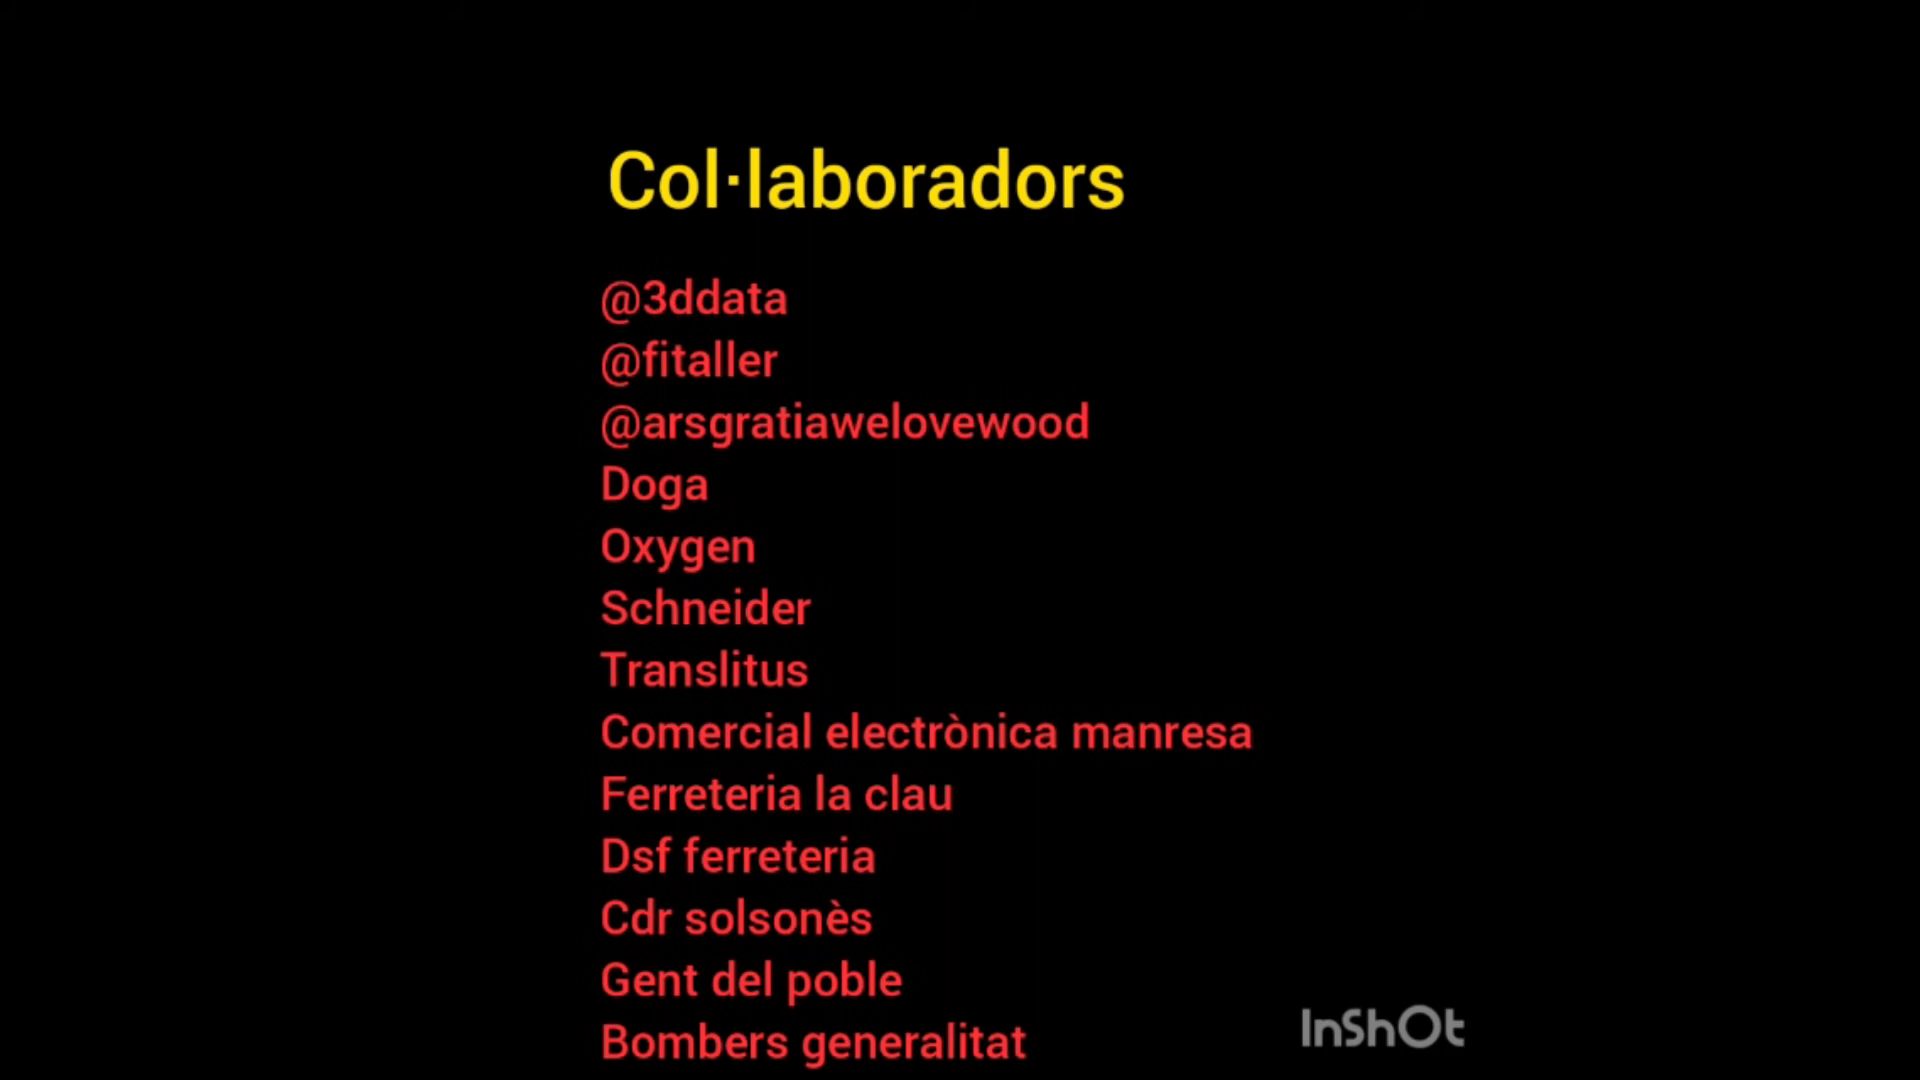 Col·laboradors
@3ddata
@fitaller
@arsgratiawelovewood
Doga
Oxygen
Schneider
Translitus
Comercial electrònica manresa
Ferreteria la clau
Dsf ferreteria
Cdr solsonès
Gent del poble
Bombers generalitat
InShOt